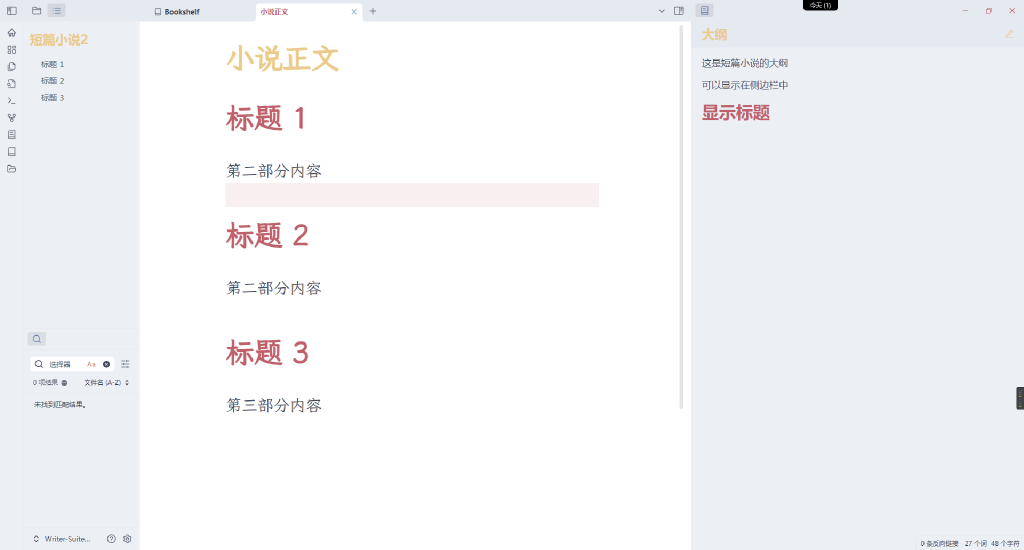 今天 (1)
Bookshelf
小说正文
短篇小说2
标题 1
标题 2
标题 3
选择器
Aa
0 项结果
文件名 (A-Z)
未找到匹配结果。
Writer-Suite...
小说正文
标题 1
第二部分内容
标题 2
第二部分内容
标题 3
第三部分内容
大纲
这是短篇小说的大纲
可以显示在侧边栏中
显示标题
0 条反向链接 27 个词 48 个字符